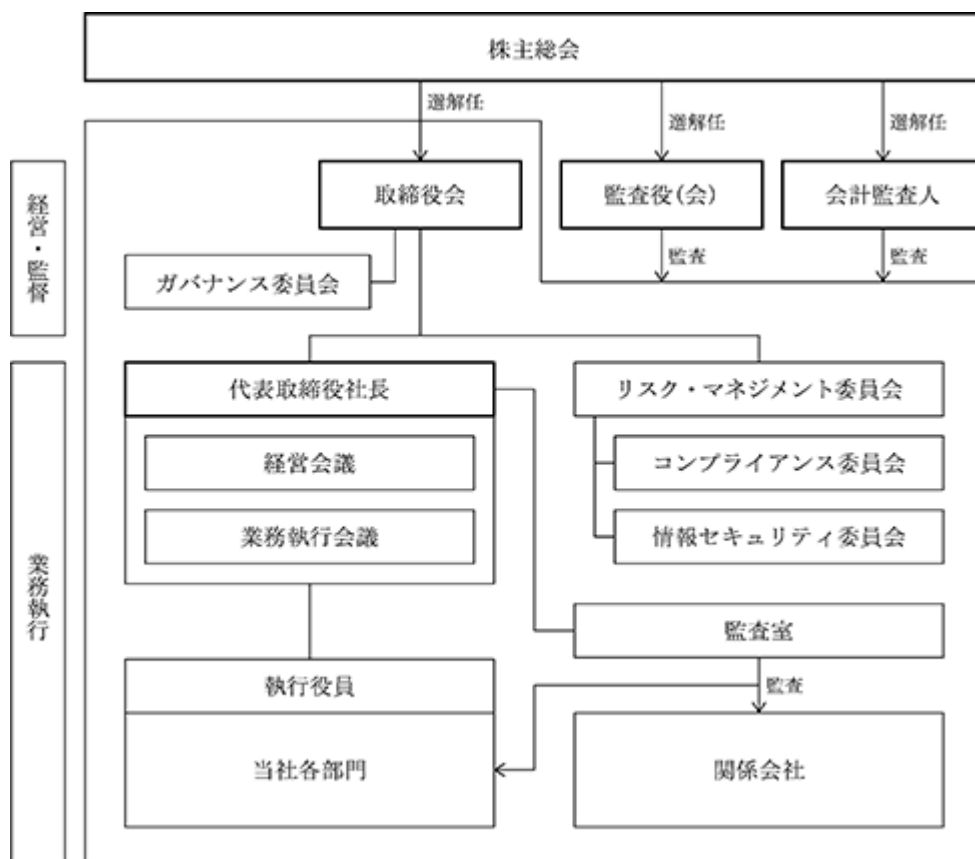 株主総会
選解任
選解任
選解任
経営・監督
取締役会
監査役(会)
会計監査人
監査
監査
ガバナンス委員会
業務執行
代表取締役社長
リスク・マネジメント委員会
経営会議
コンプライアンス委員会
業務執行会議
情報セキュリティ委員会
監査室
執行役員
監査
当社各部門
関係会社